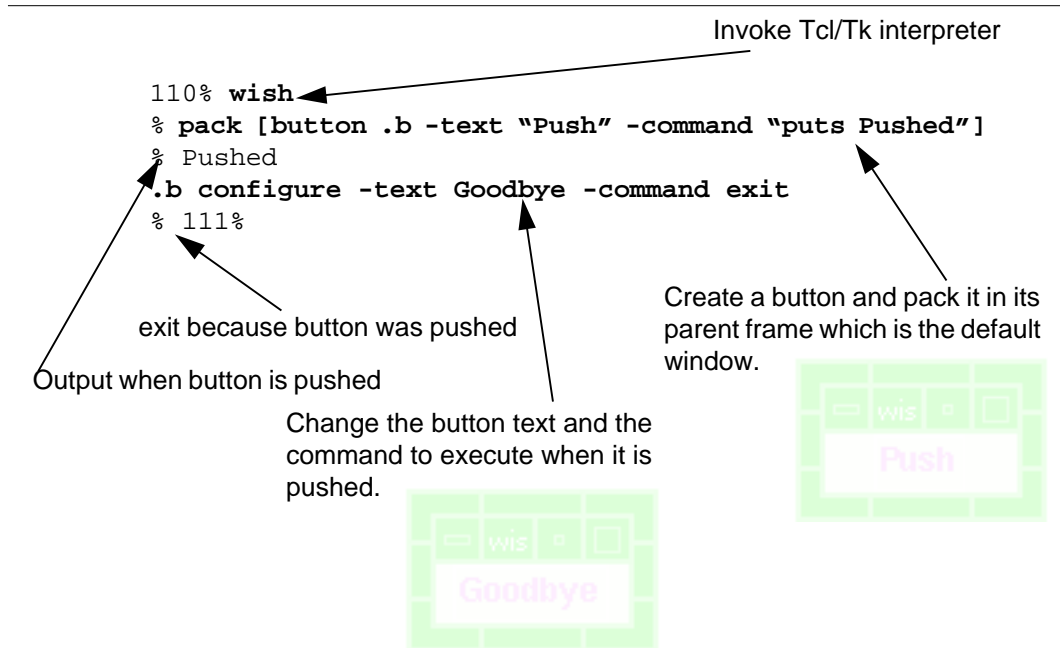 Invoke Tcl/Tk interpreter
110% wish
% pack [button .b -text “Push” -command “puts Pushed”]
% Pushed
.b configure -text Goodbye -command exit
% 111%
Create a button and pack it in its
parent frame which is the default
window.
exit because button was pushed
Output when button is pushed
Change the button text and the
command to execute when it is
pushed.
wis
Push
wis
Goodbye